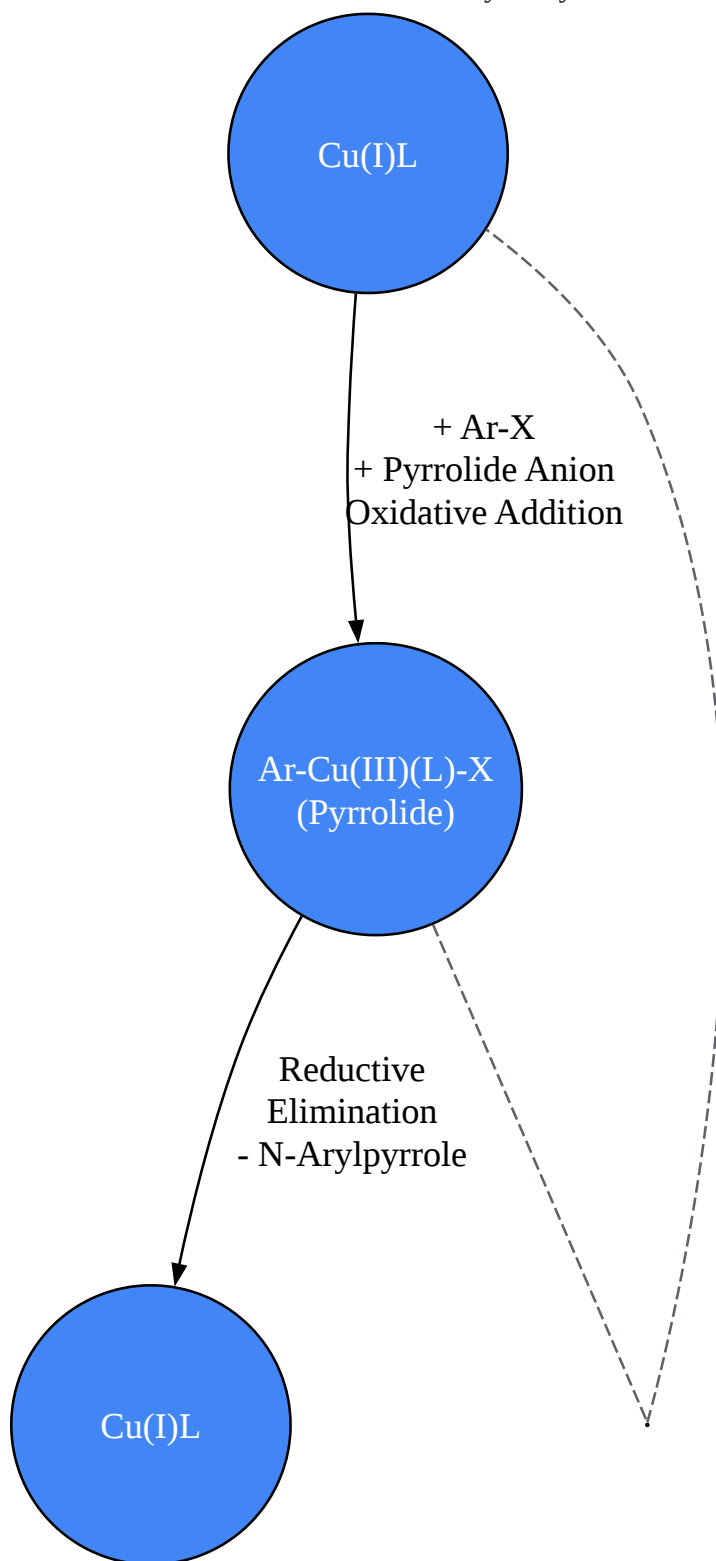 Cu(I)L
+ Ar-X
+ Pyrrolide Anion
Oxidative Addition
Ar-Cu(III)(L)-X
(Pyrrolide)
Reductive
Elimination
- N-Arylpyrrole
Cu(I)L